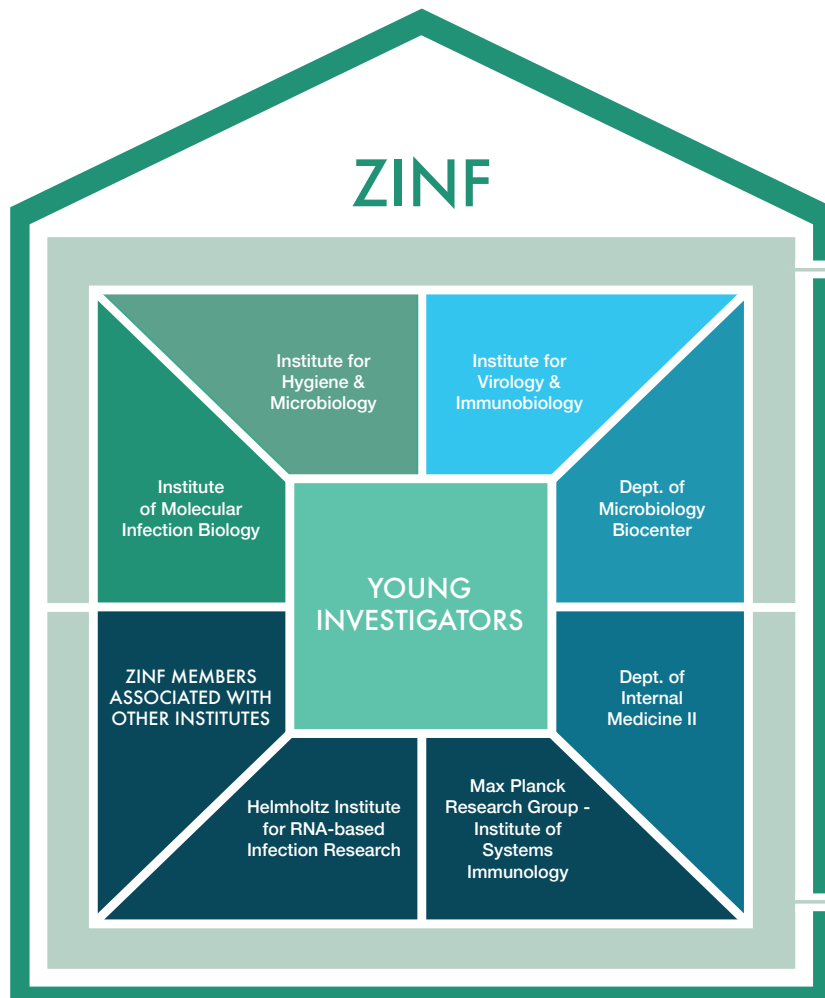 ZINF
Institute for
Hygiene &
Microbiology
Institute for
Virology &
Immunobiology
Institute
of Molecular
Infection Biology
Dept. of
Microbiology
Biocenter
YOUNG
INVESTIGATORS
ZINF MEMBERS
ASSOCIATED WITH
OTHER INSTITUTES
Dept. of
Internal
Medicine II
Helmholtz Institute
for RNA-based
Infection Research
Max Planck
Research Group -
Institute of
Systems
Immunology